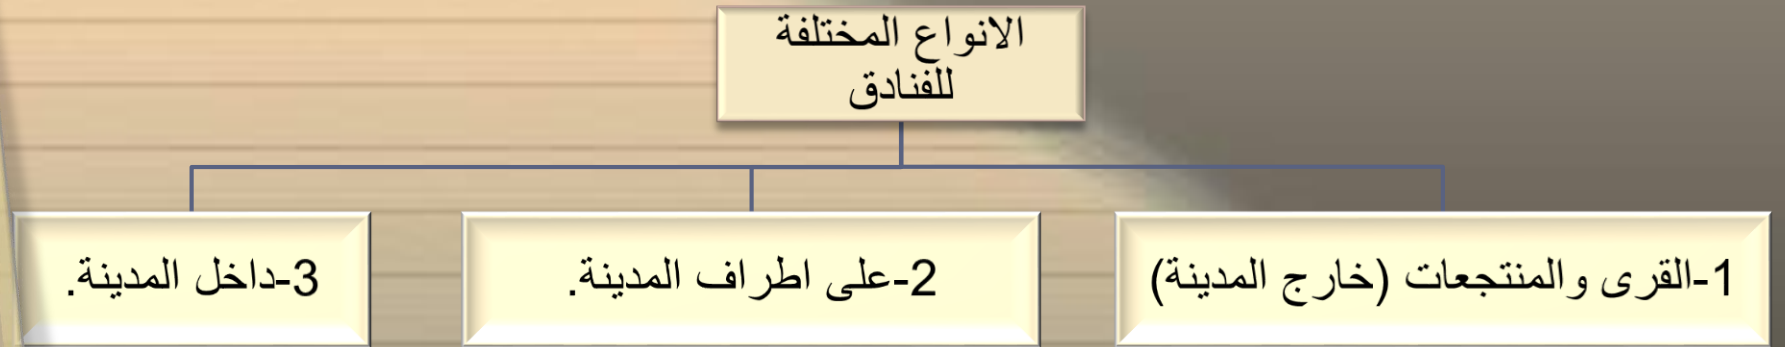 الانواع المختلفة
للفنادق
1-القرى والمنتجعات (خارج المدينة)
2-على اطراف المدينة.
3-داخل المدينة.